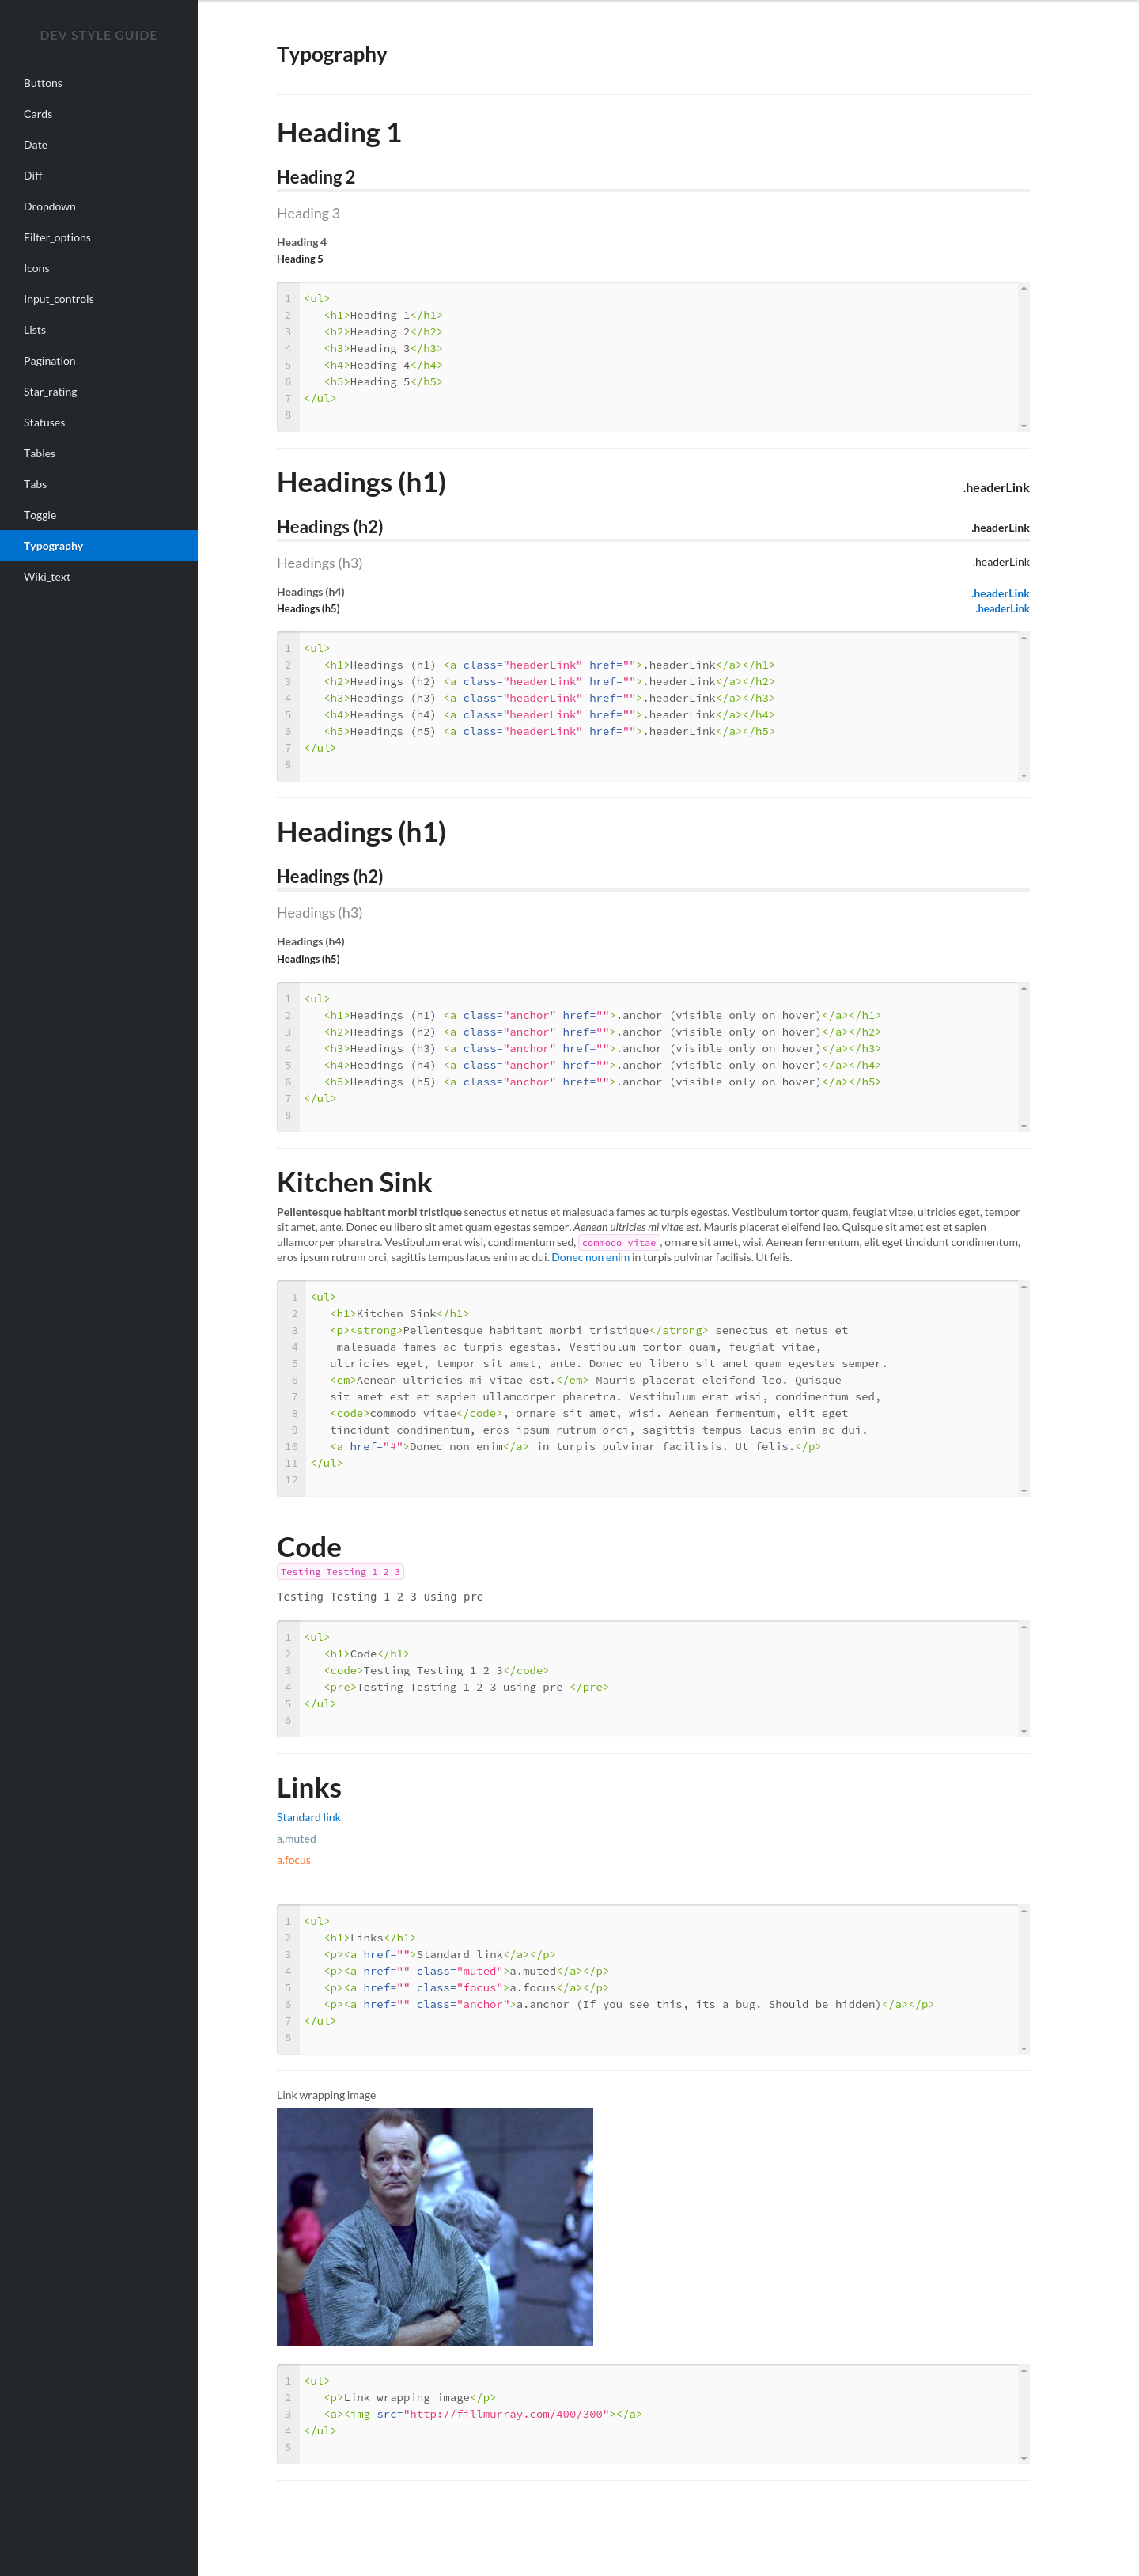 DEV STYLE GUIDE
Buttons
Cards
Date
Diff
Dropdown
Filter_options
Icons
Input_controls
Lists
Pagination
Star_rating
Statuses
Tables
Tabs
Toggle
Typography
Wiki_text
Typography
Heading 1
Heading 2
Heading 3
Heading 4
Heading 5
1 <ul>
2 <h1>Heading 1</h1>
3 <h2>Heading 2</h2>
4 <h3>Heading 3</h3>
5 <h4>Heading 4</h4>
6 <h5>Heading 5</h5>
7 </ul>
8
Headings (h1) .headerLink
Headings (h2) .headerLink
Headings (h3) .headerLink
Headings (h4) .headerLink
Headings (h5) .headerLink
1 <ul>
2 <h1>Headings (h1) <a class="headerLink" href="">.headerLink</a></h1>
3 <h2>Headings (h2) <a class="headerLink" href="">.headerLink</a></h2>
4 <h3>Headings (h3) <a class="headerLink" href="">.headerLink</a></h3>
5 <h4>Headings (h4) <a class="headerLink" href="">.headerLink</a></h4>
6 <h5>Headings (h5) <a class="headerLink" href="">.headerLink</a></h5>
7 </ul>
8
Headings (h1)
Headings (h2)
Headings (h3)
Headings (h4)
Headings (h5)
1 <ul>
2 <h1>Headings (h1) <a class="anchor" href="">.anchor (visible only on hover)</a></h1>
3 <h2>Headings (h2) <a class="anchor" href="">.anchor (visible only on hover)</a></h2>
4 <h3>Headings (h3) <a class="anchor" href="">.anchor (visible only on hover)</a></h3>
5 <h4>Headings (h4) <a class="anchor" href="">.anchor (visible only on hover)</a></h4>
6 <h5>Headings (h5) <a class="anchor" href="">.anchor (visible only on hover)</a></h5>
7 </ul>
8
Kitchen Sink
Pellentesque habitant morbi tristique senectus et netus et malesuada fames ac turpis egestas. Vestibulum tortor quam, feugiat vitae, ultricies eget, tempor
sit amet, ante. Donec eu libero sit amet quam egestas semper. Aenean ultricies mi vitae est. Mauris placerat eleifend leo. Quisque sit amet est et sapien
ullamcorper pharetra. Vestibulum erat wisi, condimentum sed, commodo vitae, ornare sit amet, wisi. Aenean fermentum, elit eget tincidunt condimentum,
eros ipsum rutrum orci, sagittis tempus lacus enim ac dui. Donec non enim in turpis pulvinar facilisis. Ut felis.
1 <ul>
2 <h1>Kitchen Sink</h1>
3 <p><strong>Pellentesque habitant morbi tristique</strong> senectus et netus et
4 malesuada fames ac turpis egestas. Vestibulum tortor quam, feugiat vitae,
5 ultricies eget, tempor sit amet, ante. Donec eu libero sit amet quam egestas semper.
6 <em>Aenean ultricies mi vitae est.</em> Mauris placerat eleifend leo. Quisque
7 sit amet est et sapien ullamcorper pharetra. Vestibulum erat wisi, condimentum sed,
8 <code>commodo vitae</code>, ornare sit amet, wisi. Aenean fermentum, elit eget
9 tincidunt condimentum, eros ipsum rutrum orci, sagittis tempus lacus enim ac dui.
10 <a href="#">Donec non enim</a> in turpis pulvinar facilisis. Ut felis.</p>
11 </ul>
12
Code
Testing Testing 1 2 3
Testing Testing 1 2 3 using pre
1 <ul>
2 <h1>Code</h1>
3 <code>Testing Testing 1 2 3</code>
4 <pre>Testing Testing 1 2 3 using pre </pre>
5 </ul>
6
Links
Standard link
a.muted
a.focus
1 <ul>
2 <h1>Links</h1>
3 <p><a href="">Standard link</a></p>
4 <p><a href="" class="muted">a.muted</a></p>
5 <p><a href="" class="focus">a.focus</a></p>
6 <p><a href="" class="anchor">a.anchor (If you see this, its a bug. Should be hidden)</a></p>
7 </ul>
8
Link wrapping image
1 <ul>
2 <p>Link wrapping image</p>
3 <a><img src="http://fillmurray.com/400/300"></a>
4 </ul>
5